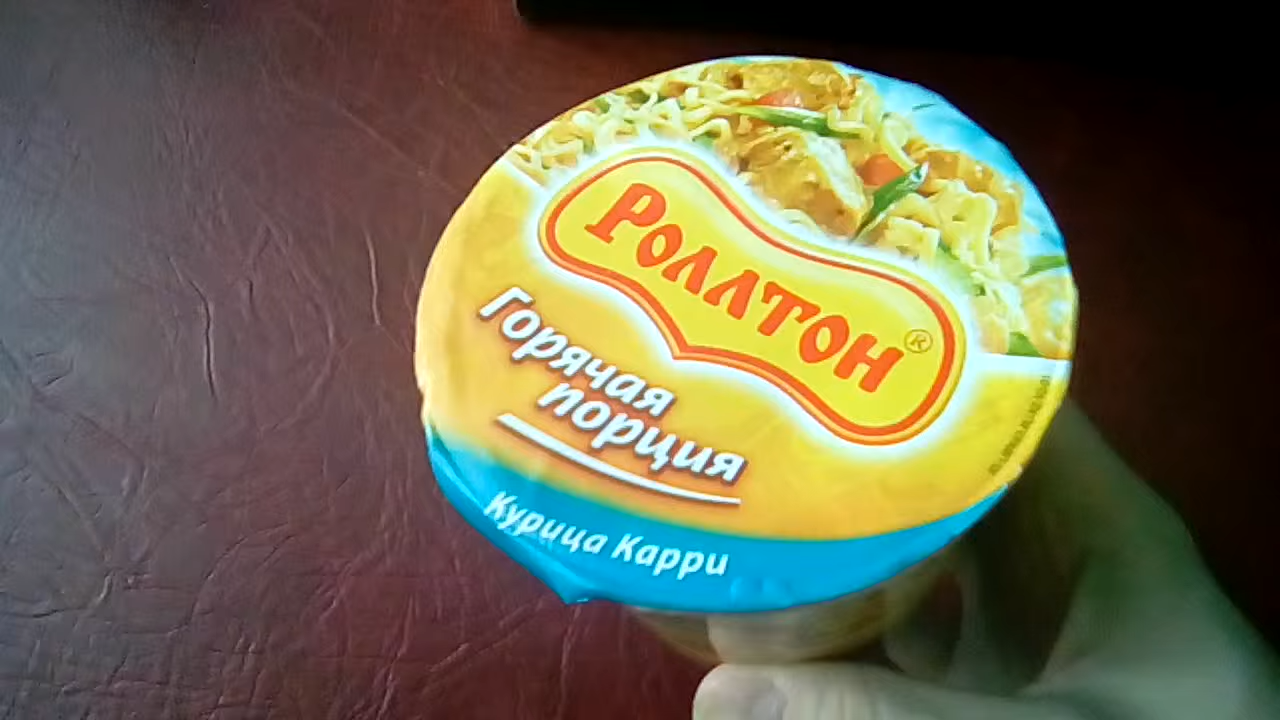 Роллтон®
Горячая
порция
Курица Карри